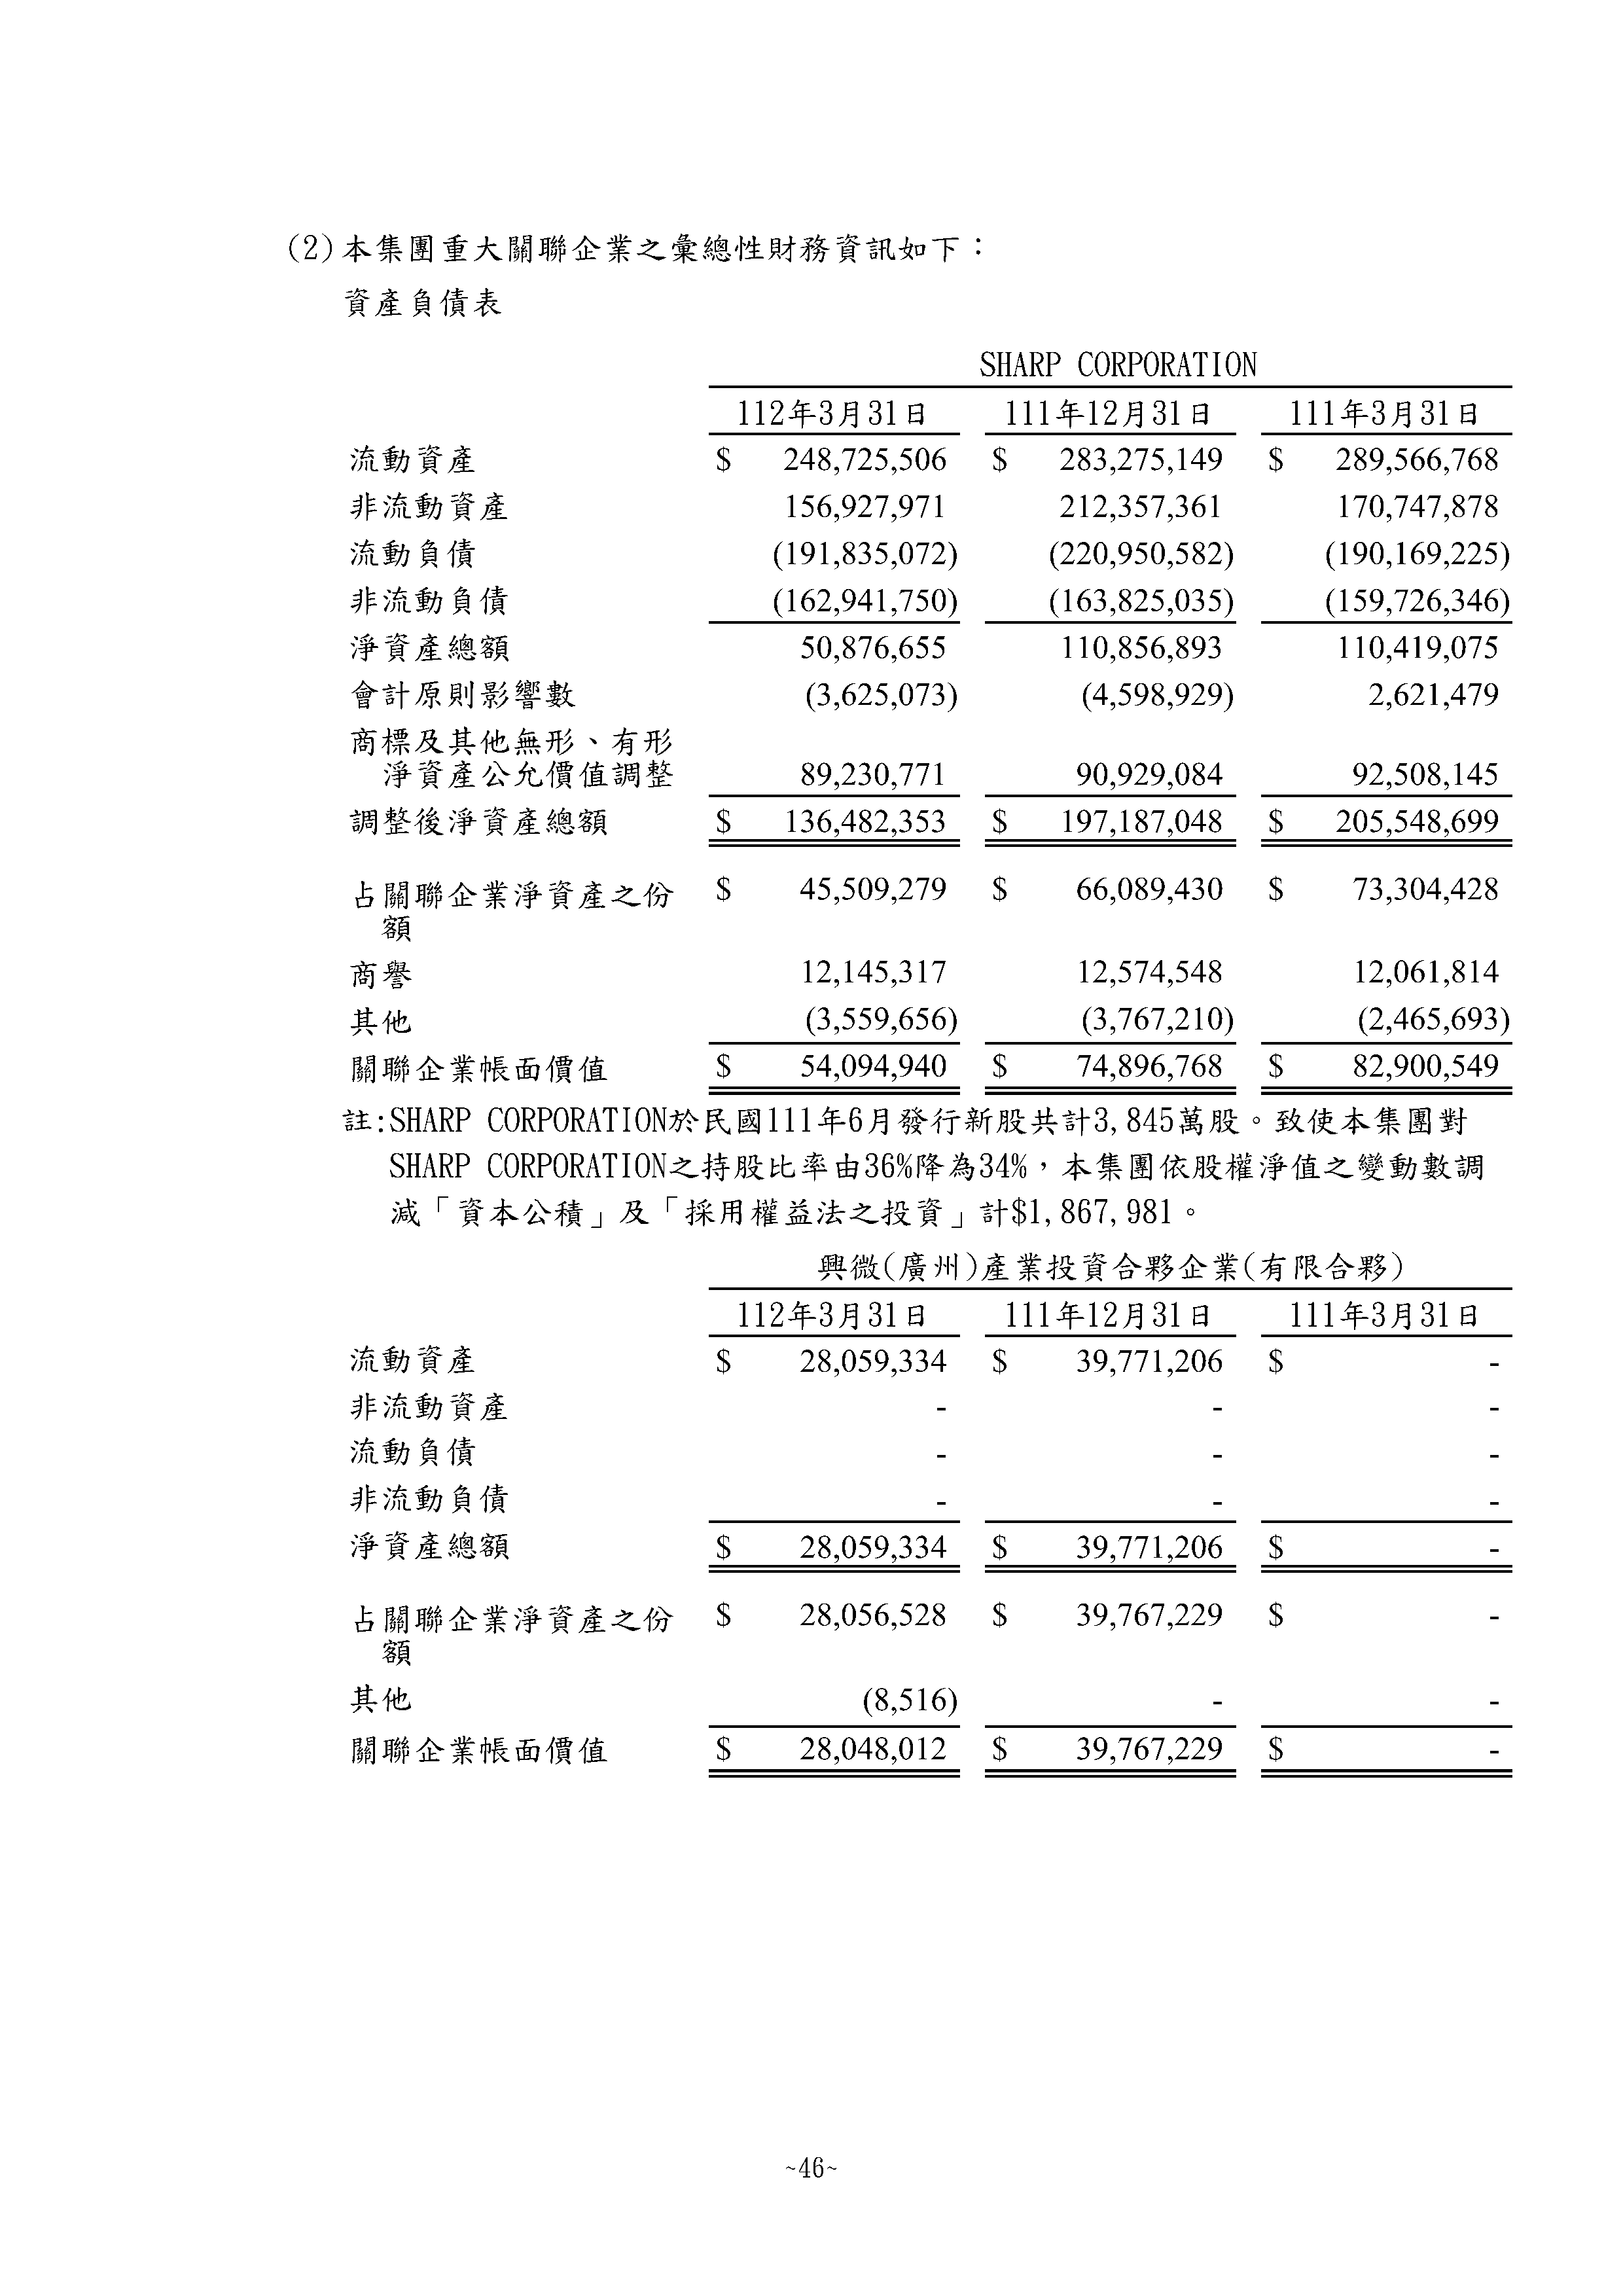 (2)本集團重大關聯企業之彙總性財務資訊如下：
資產負債表
SHARP CORPORATION
112年3月31日 111年12月31日 111年3月31日
流動資產 $ 248,725,506 $ 283,275,149 $ 289,566,768
非流動資產 156,927,971 212,357,361 170,747,878
流動負債 (191,835,072) (220,950,582) (190,169,225)
非流動負債 (162,941,750) (163,825,035) (159,726,346)
淨資產總額 50,876,655 110,856,893 110,419,075
會計原則影響數 (3,625,073) (4,598,929) 2,621,479
商標及其他無形、有形
淨資產公允價值調整 89,230,771 90,929,084 92,508,145
調整後淨資產總額 $ 136,482,353 $ 197,187,048 $ 205,548,699
占關聯企業淨資產之份 $ 45,509,279 $ 66,089,430 $ 73,304,428
額
商譽 12,145,317 12,574,548 12,061,814
其他 (3,559,656) (3,767,210) (2,465,693)
關聯企業帳面價值 $ 54,094,940 $ 74,896,768 $ 82,900,549
註:SHARP CORPORATION於民國111年6月發行新股共計3,845萬股。致使本集團對
SHARP CORPORATION之持股比率由36%降為34%，本集團依股權淨值之變動數調
減「資本公積」及「採用權益法之投資」計$1,867,981。
興微(廣州)產業投資合夥企業(有限合夥)
112年3月31日 111年12月31日 111年3月31日
流動資產 $ 28,059,334 $ 39,771,206 $ -
非流動資產 - - -
流動負債 - - -
非流動負債 - - -
淨資產總額 $ 28,059,334 $ 39,771,206 $ -
占關聯企業淨資產之份 $ 28,056,528 $ 39,767,229 $ -
額
其他 (8,516) - -
關聯企業帳面價值 $ 28,048,012 $ 39,767,229 $ -
~46~